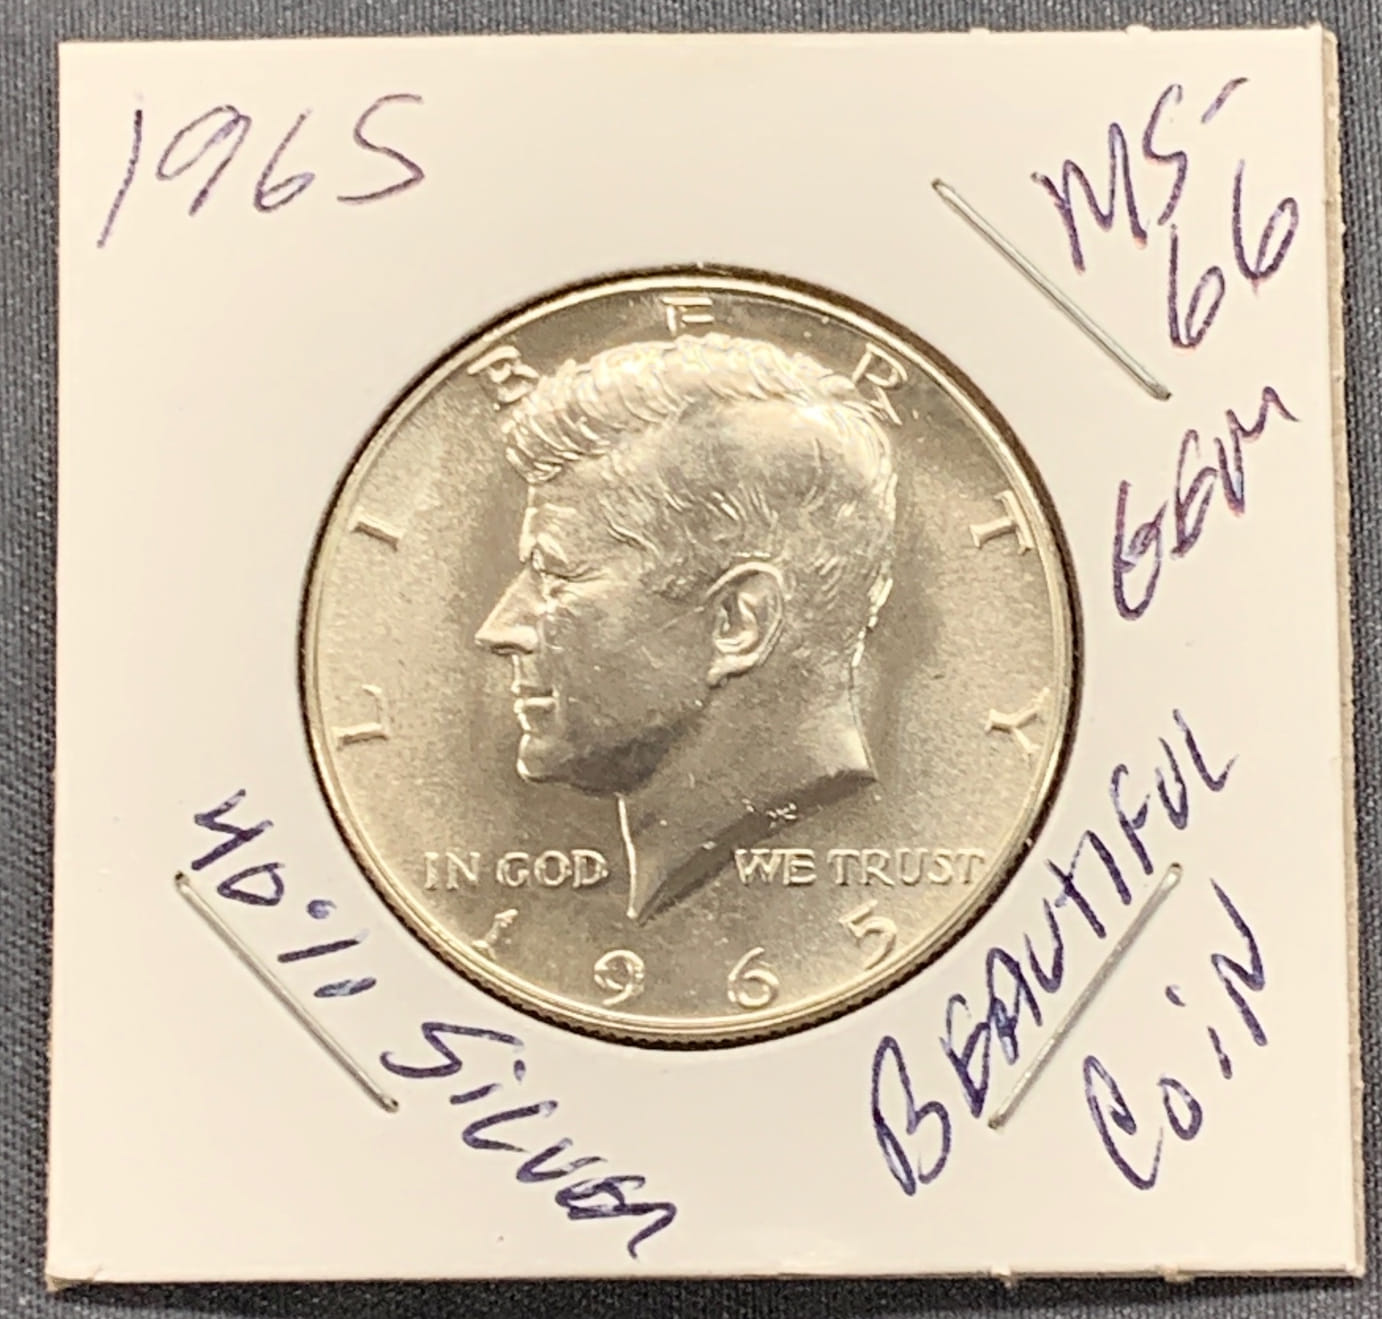 1965
MS-
66
GEM
BEAUTIFUL
COiN
40% SiLVER
LIBERTY
IN GOD WE TRUST
1965